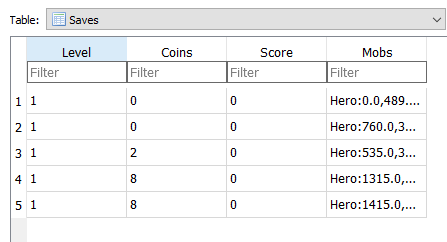 Table: Saves
Level Coins Score Mobs
Filter Filter Filter Filter
1 1 0 0 Hero:0.0,489....
2 1 0 0 Hero:760.0,3...
3 1 2 0 Hero:535.0,3...
4 1 8 0 Hero:1315.0,...
5 1 8 0 Hero:1415.0,...